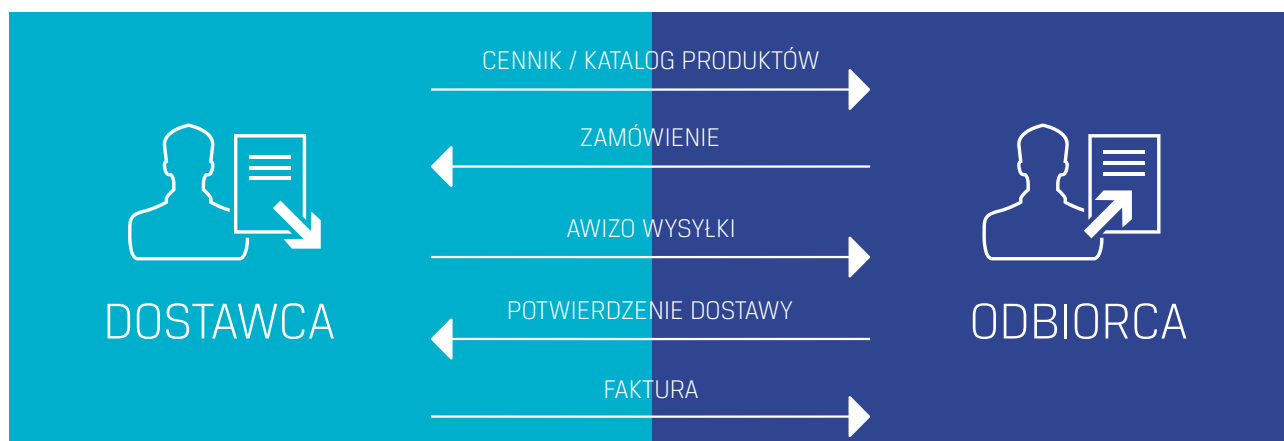 CENNIK / KATALOG PRODUKTÓW
ZAMÓWIENIE
AWIZO WYSYŁKI
POTWIERDZENIE DOSTAWY
FAKTURA
DOSTAWCA
ODBIORCA